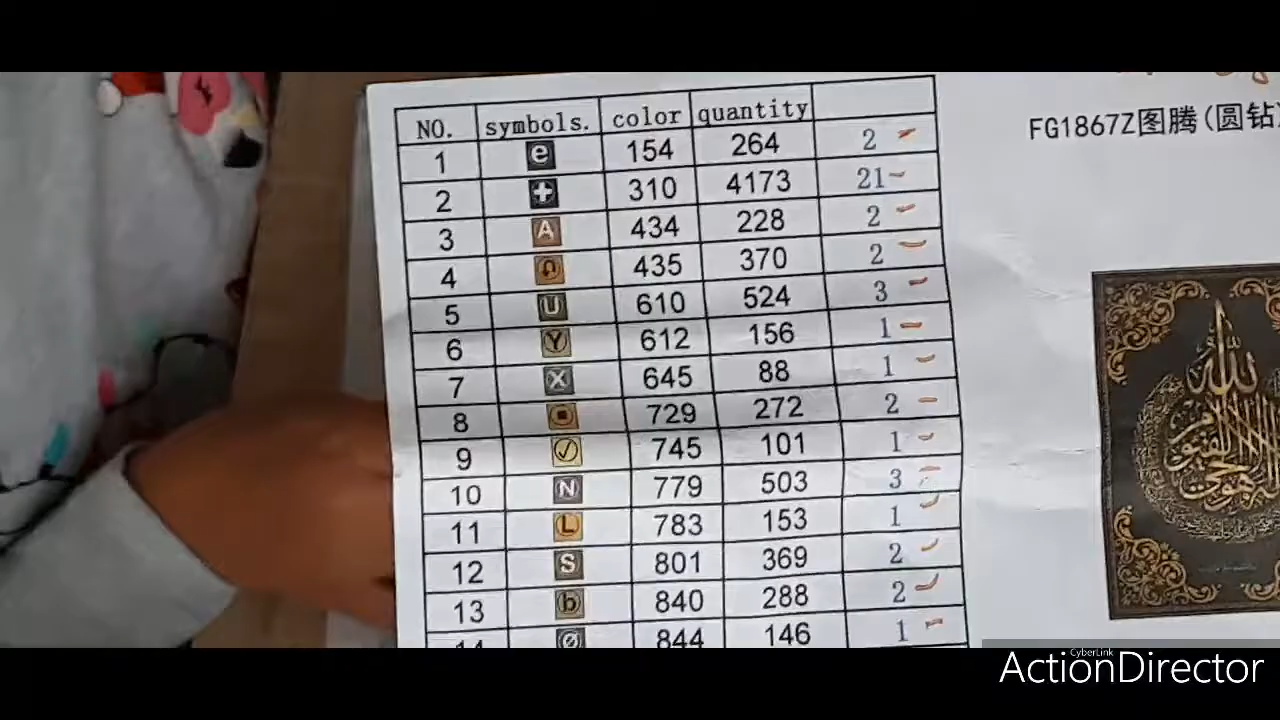 NO. symbols. color quantity
1 e 154 264 2
2 + 310 4173 21
3 A 434 228 2
4 435 370 2
5 U 610 524 3
6 Y 612 156 1
7 X 645 88 1
8 729 272 2
9 ✓ 745 101 1
10 N 779 503 3
11 L 783 153 1
12 S 801 369 2
13 b 840 288 2
14 Ø 844 146 1
FG1867Z图腾(圆钻)
الله
CyberLink
ActionDirector